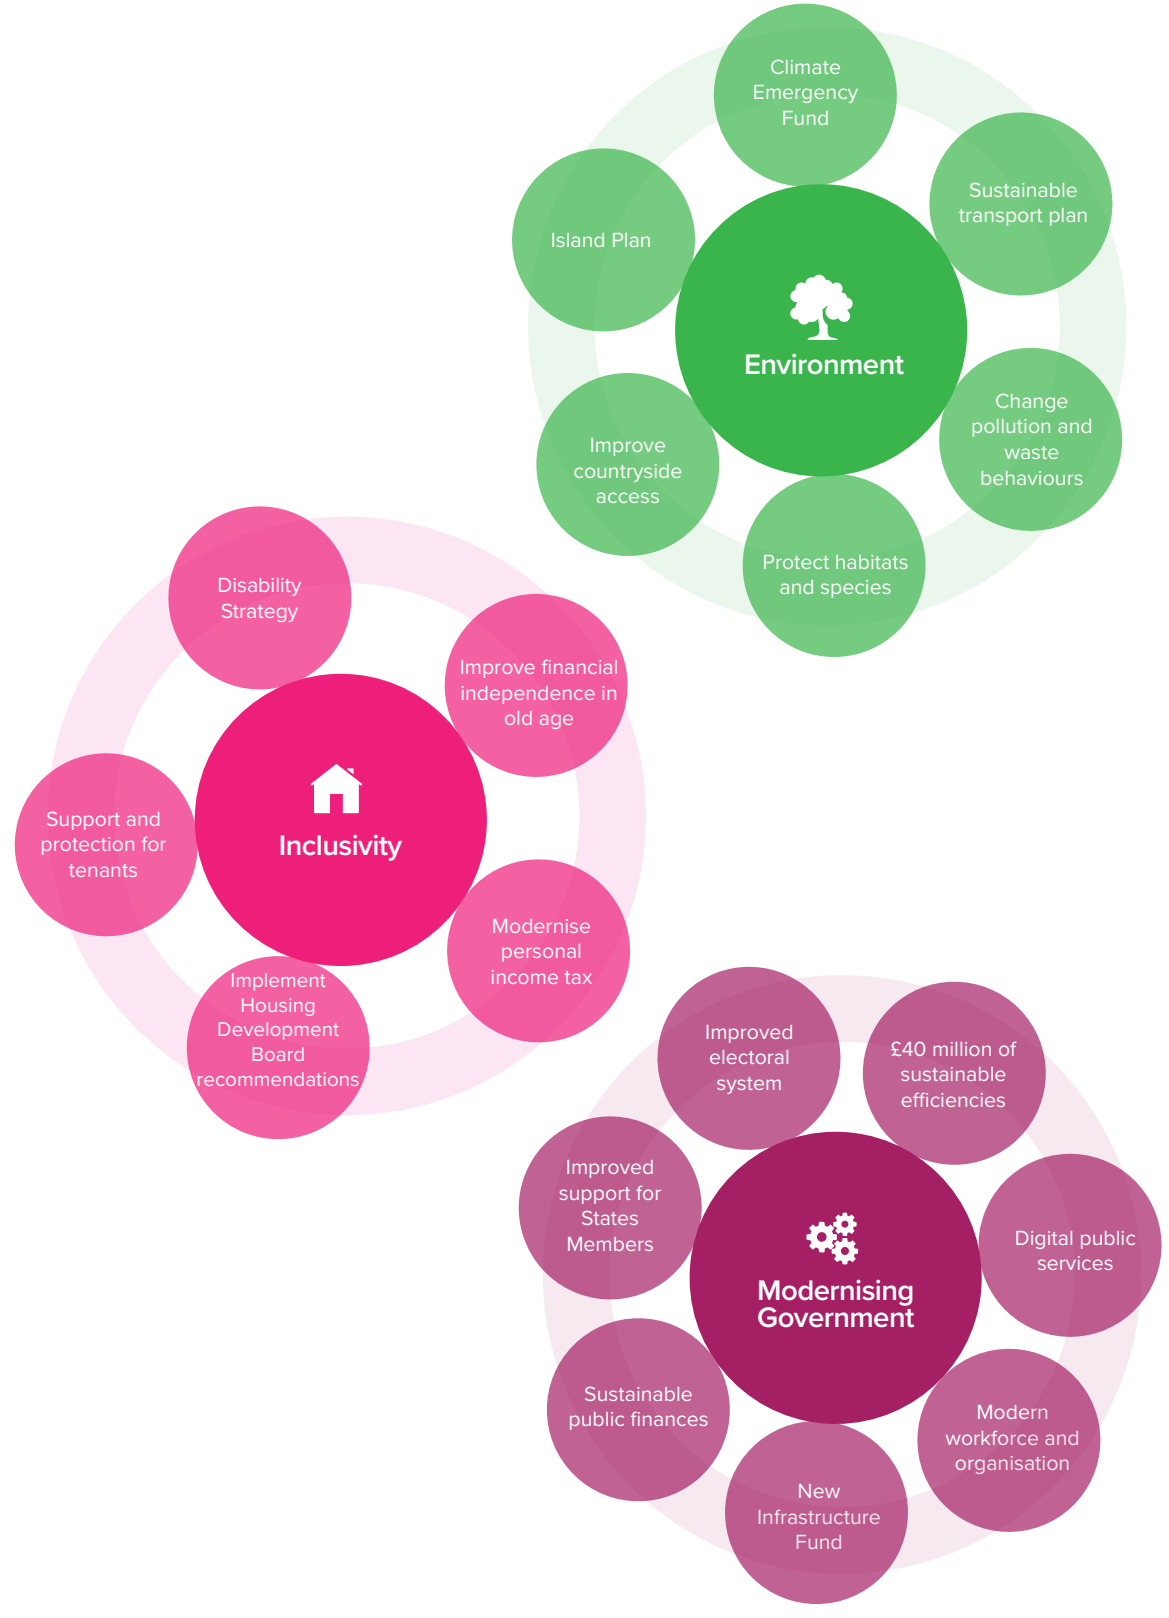 Climate
Emergency
Fund
Sustainable
transport plan
Island Plan
Environment
Change
pollution and
waste
behaviours
Improve
countryside
access
Protect habitats
and species
Disability
Strategy
Improve financial
independence in
old age
Support and
protection for
tenants
Inclusivity
Modernise
personal
income tax
Implement
Housing
Development
Board
recommendations
Improved
electoral
system
£40 million of
sustainable
efficiencies
Improved
support for
States
Members
Digital public
services
Modernising
Government
Sustainable
public finances
Modern
workforce and
organisation
New
Infrastructure
Fund